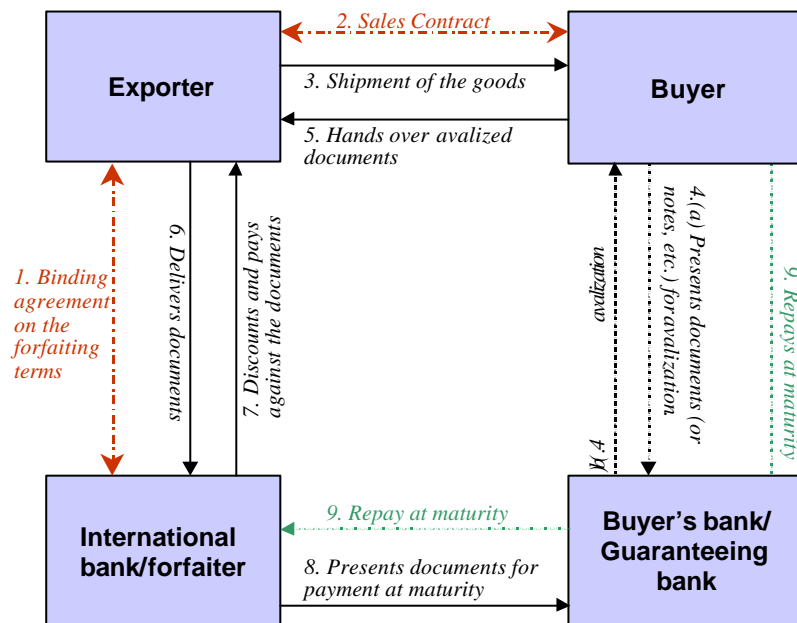 2. Sales Contract
Exporter
3. Shipment of the goods
Buyer
5. Hands over avalized
documents
1. Binding
agreement
on the
forfaiting
terms
6. Delivers
documents
7. Discounts and pays
against the documents
4.(b)
avalization
4.(a) Presents documents (or
notes, etc.) for avalization
9. Repays at maturity
International
bank/forfaiter
9. Repay at maturity
8. Presents documents for
payment at maturity
Buyer's bank/
Guaranteeing
bank